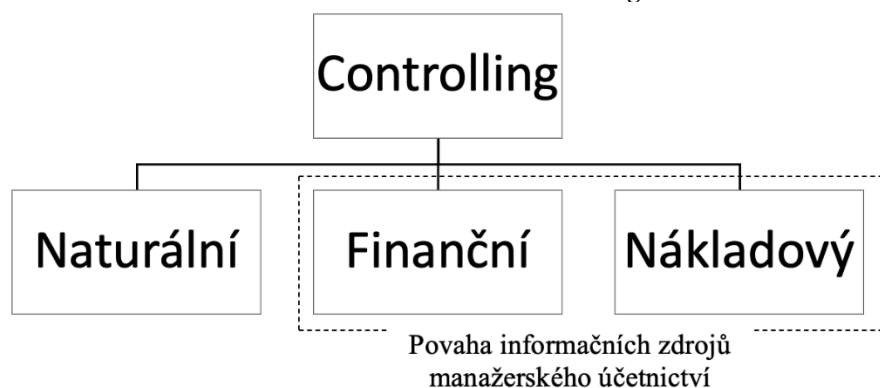 Controlling
Naturální
Finanční
Nákladový
Povaha informačních zdrojů
manažerského účetnictví